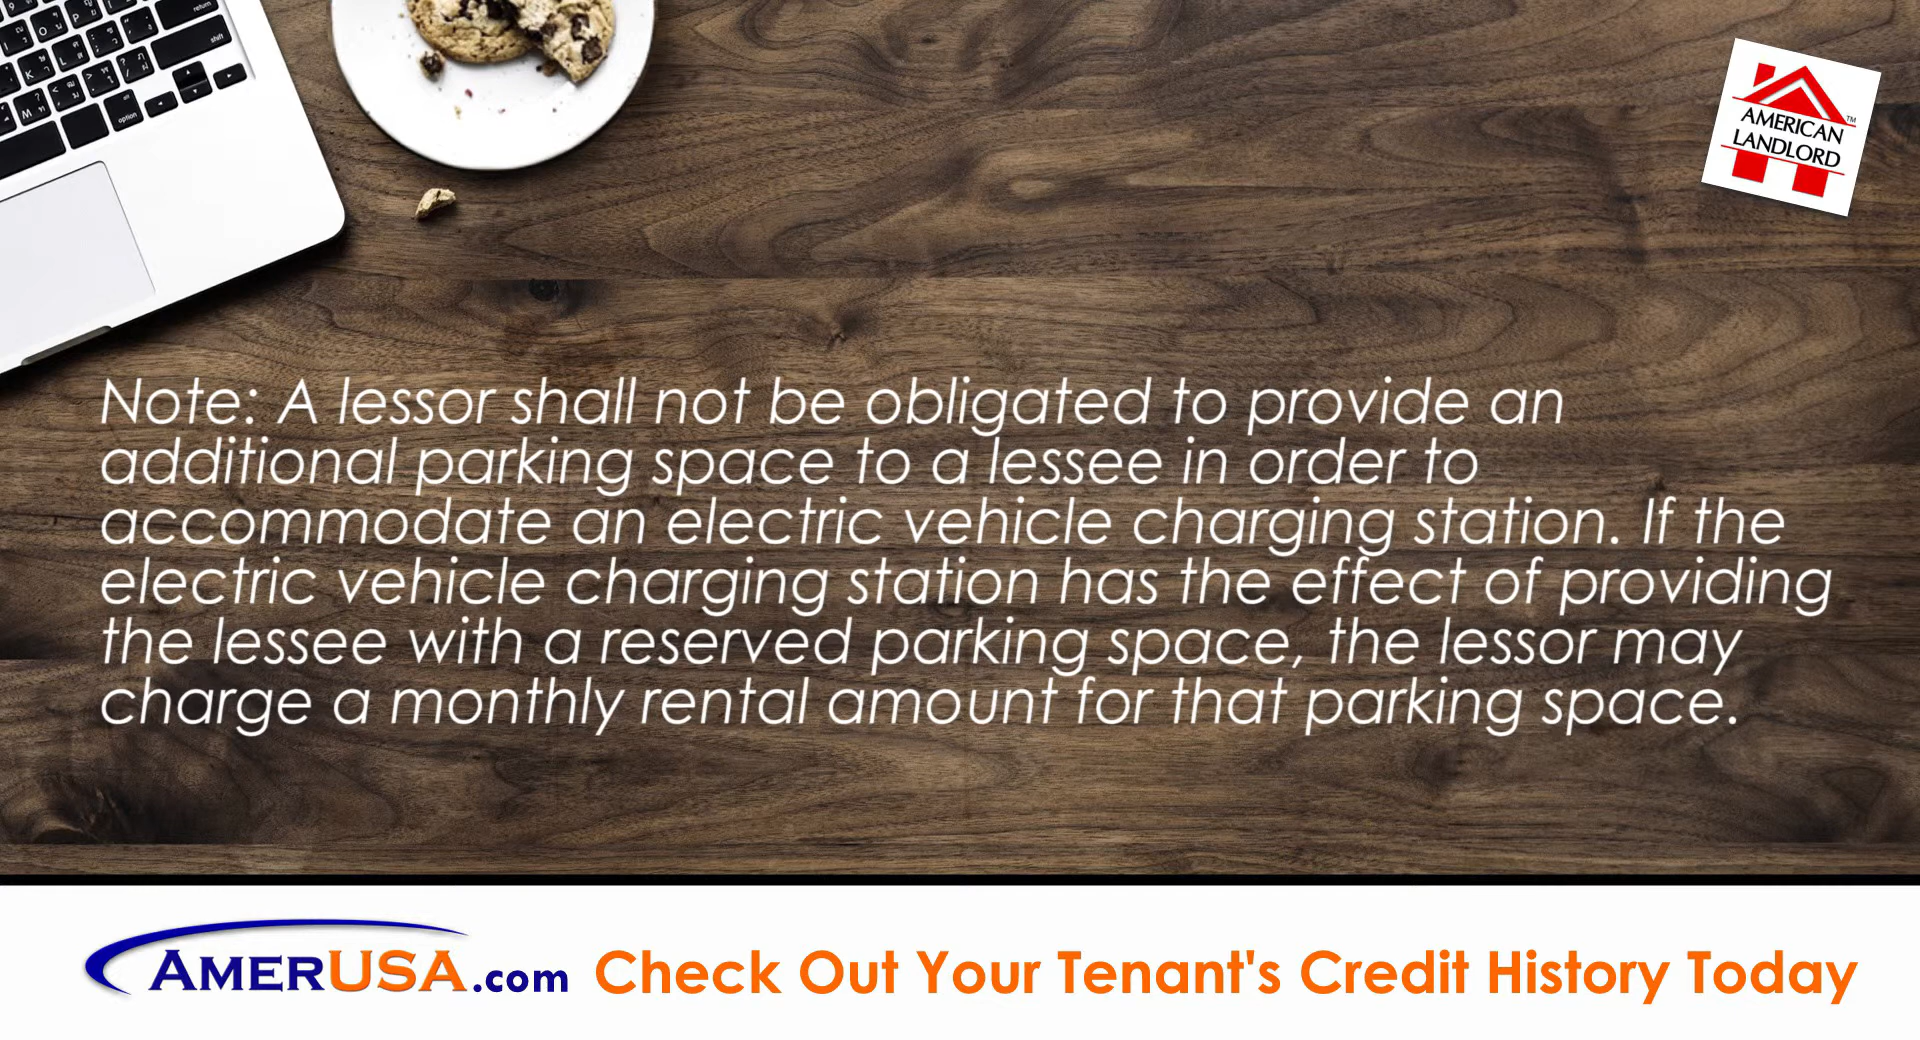 AMERICAN
LANDLORD
TM
Note: A lessor shall not be obligated to provide an
additional parking space to a lessee in order to
accommodate an electric vehicle charging station. If the
electric vehicle charging station has the effect of providing
the lessee with a reserved parking space, the lessor may
charge a monthly rental amount for that parking space.
AMERUSA.com Check Out Your Tenant's Credit History Today